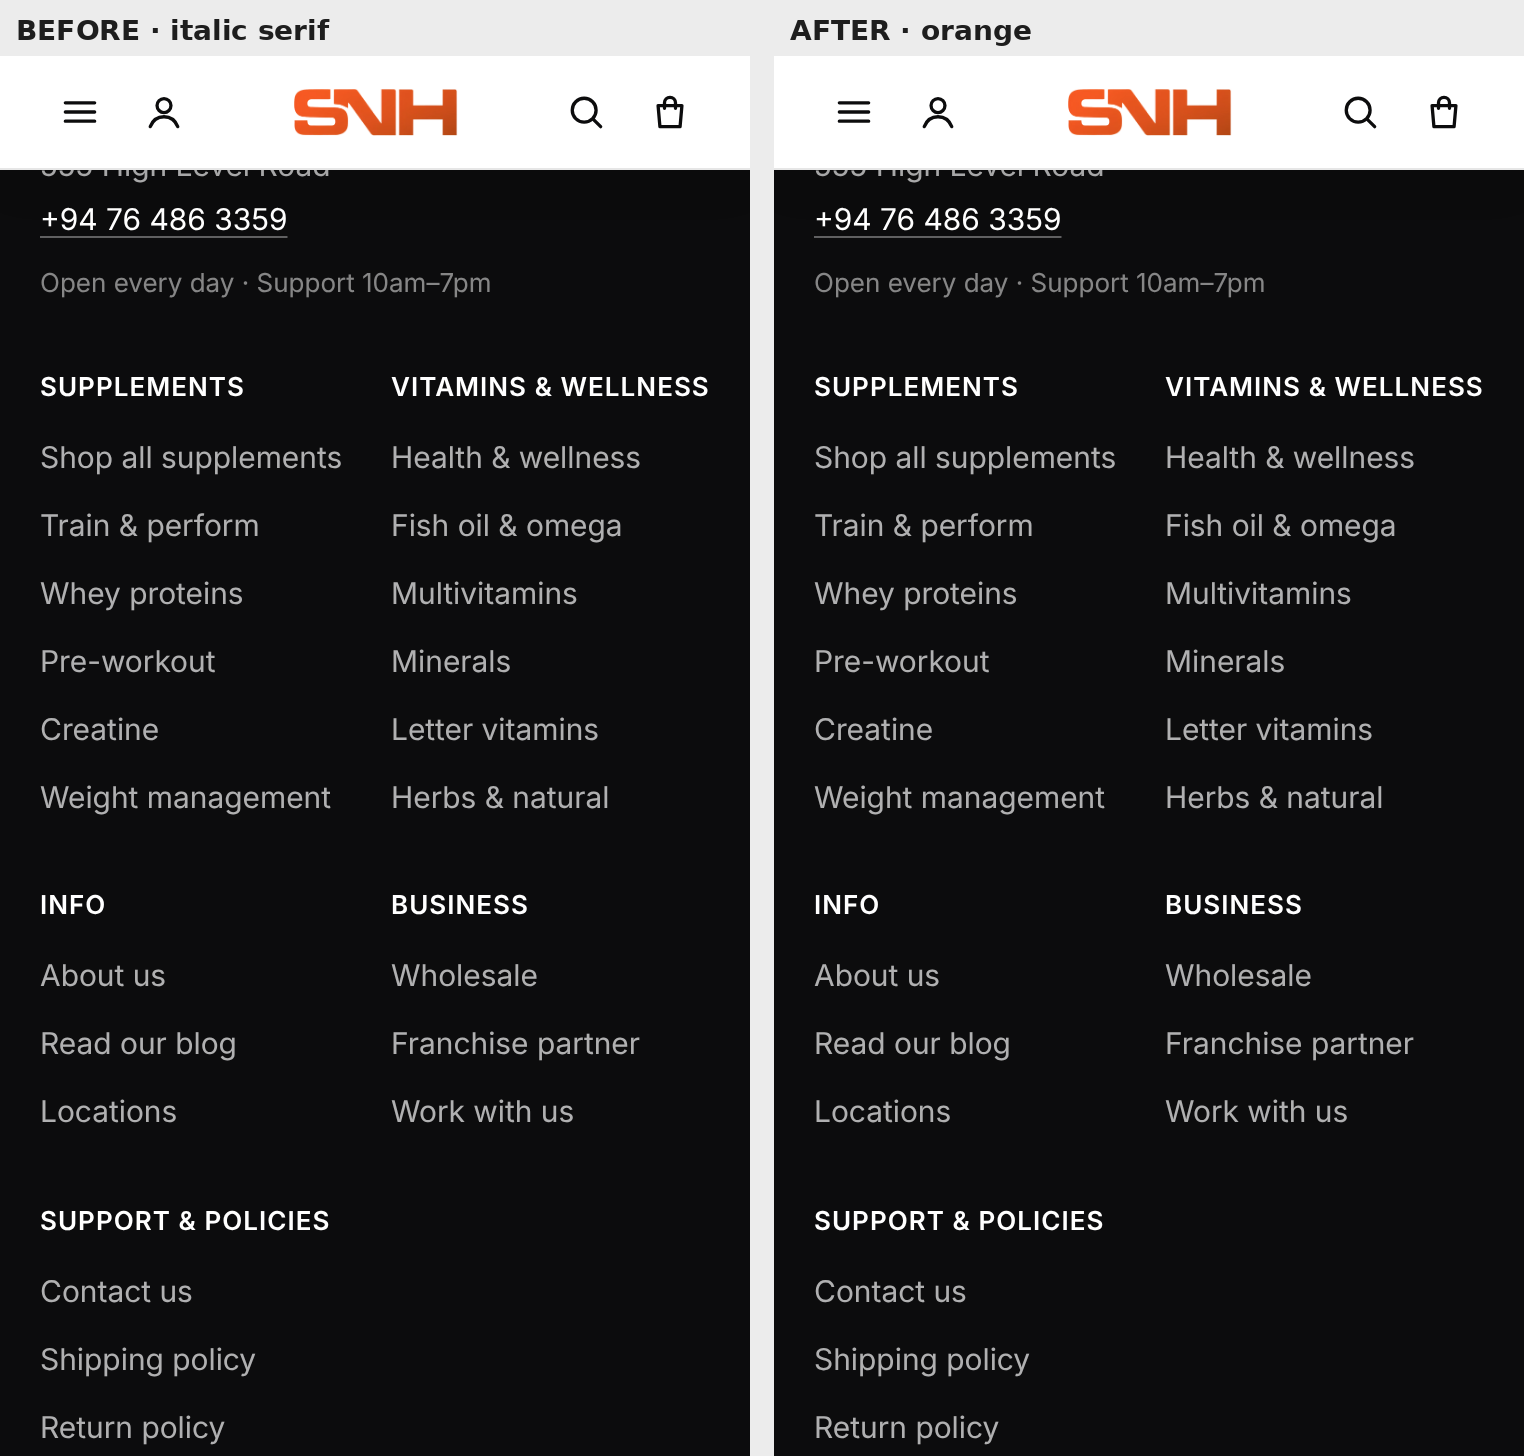 BEFORE · italic serif
SNH
+94 76 486 3359
Open every day · Support 10am–7pm
SUPPLEMENTS
Shop all supplements
Train & perform
Whey proteins
Pre-workout
Creatine
Weight management
VITAMINS & WELLNESS
Health & wellness
Fish oil & omega
Multivitamins
Minerals
Letter vitamins
Herbs & natural
INFO
About us
Read our blog
Locations
BUSINESS
Wholesale
Franchise partner
Work with us
SUPPORT & POLICIES
Contact us
Shipping policy
Return policy
AFTER · orange
SNH
+94 76 486 3359
Open every day · Support 10am–7pm
SUPPLEMENTS
Shop all supplements
Train & perform
Whey proteins
Pre-workout
Creatine
Weight management
VITAMINS & WELLNESS
Health & wellness
Fish oil & omega
Multivitamins
Minerals
Letter vitamins
Herbs & natural
INFO
About us
Read our blog
Locations
BUSINESS
Wholesale
Franchise partner
Work with us
SUPPORT & POLICIES
Contact us
Shipping policy
Return policy